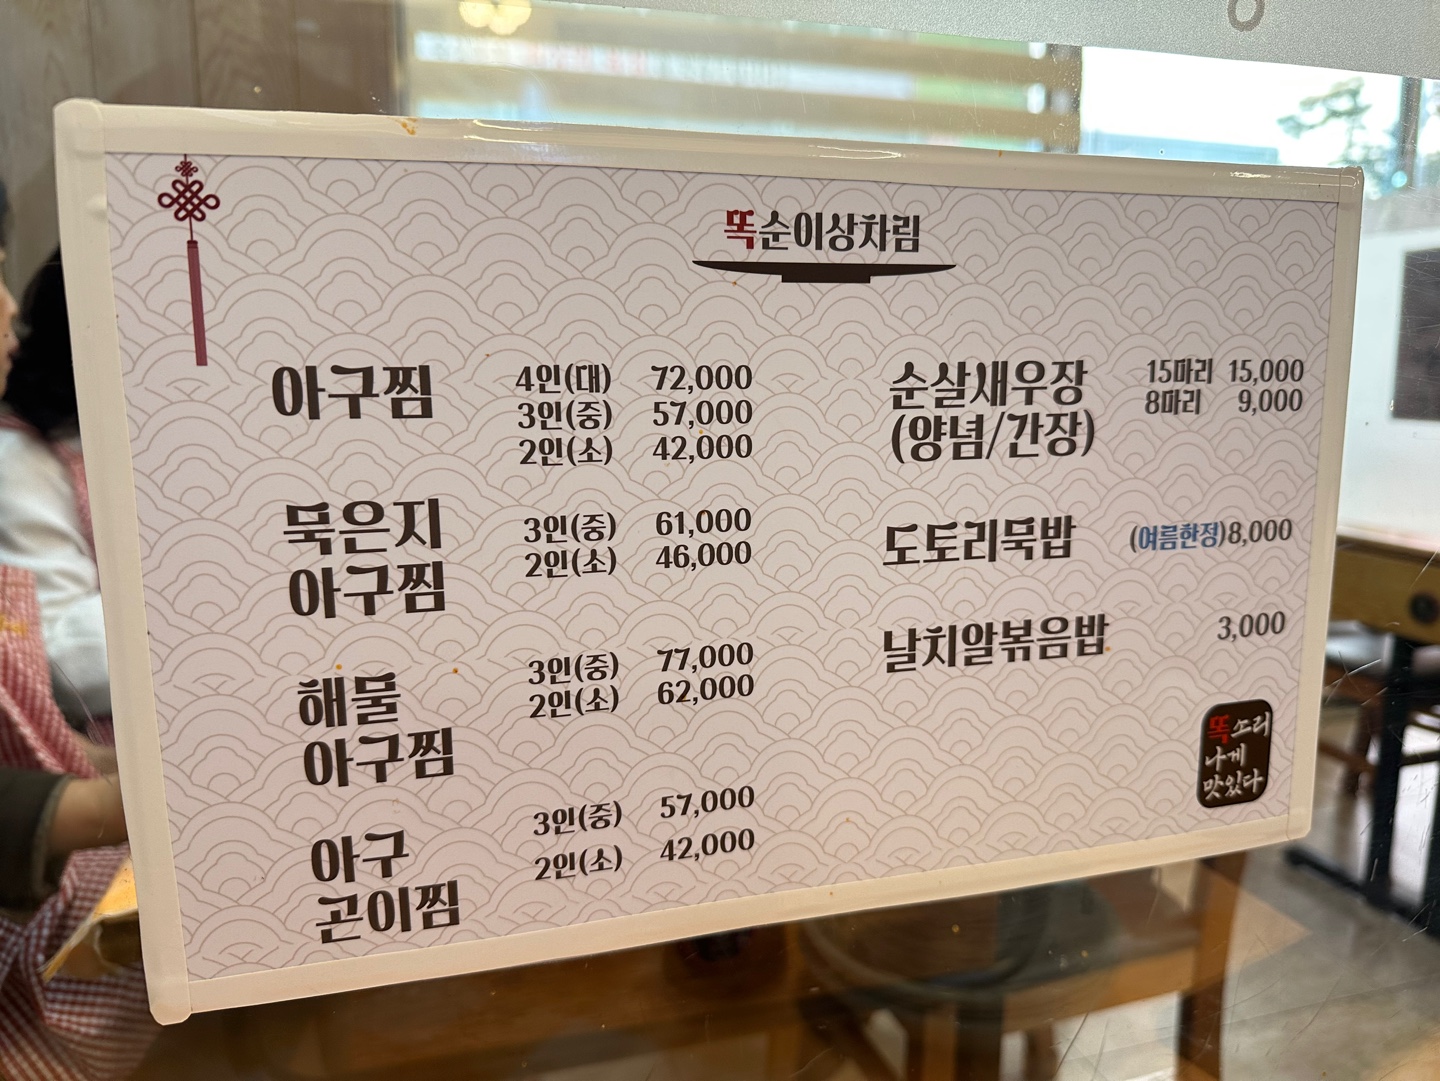 똑순이상차림
아구찜 4인(대) 72,000
3인(중) 57,000
2인(소) 42,000
묵은지
아구찜
3인(중) 61,000
2인(소) 46,000
해물
아구찜
3인(중) 77,000
2인(소) 62,000
아구
곤이찜
3인(중) 57,000
2인(소) 42,000
순살새우장
(양념/간장)
15마리 15,000
8마리 9,000
도토리묵밥 (여름한정)8,000
날치알볶음밥 3,000
똑소리
나게
맛있다